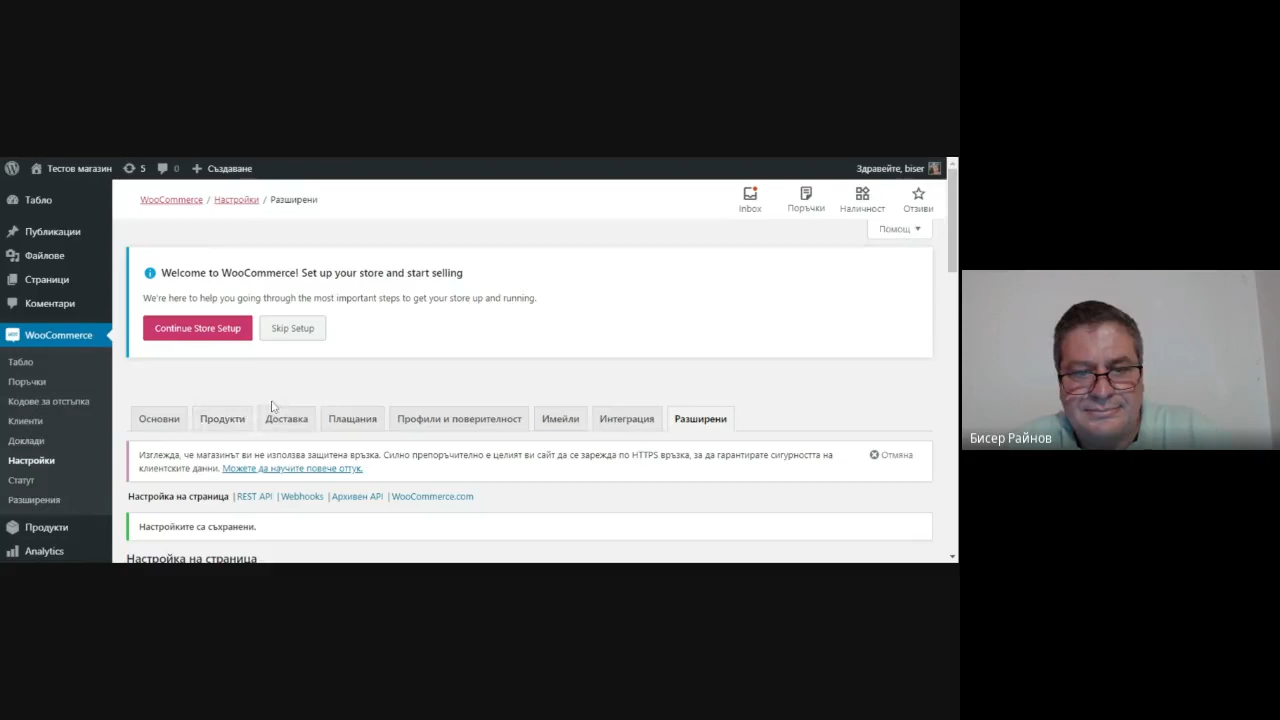 Тестов магазин 5 0 Създаване Здравейте, biser
Табло
Публикации
Файлове
Страници
Коментари
WooCommerce
Табло
Поръчки
Кодове за отстъпка
Клиенти
Доклади
Настройки
Статут
Разширения
Продукти
Analytics
WooCommerce / Настройки / Разширени
Inbox Поръчки Наличност Отзиви
Помощ
Welcome to WooCommerce! Set up your store and start selling
We're here to help you going through the most important steps to get your store up and running.
Continue Store Setup Skip Setup
Основни Продукти Доставка Плащания Профили и поверителност Имейли Интеграция Разширени
Изглежда, че магазинът ви не използва защитена връзка. Силно препоръчително е целият ви сайт да се зарежда по HTTPS връзка, за да гарантирате сигурността на
клиентските данни. Можете да научите повече оттук.
Отмяна
Настройка на страница | REST API | Webhooks | Архивен API | WooCommerce.com
Настройките са съхранени.
Настройка на страница
Бисер Райнов